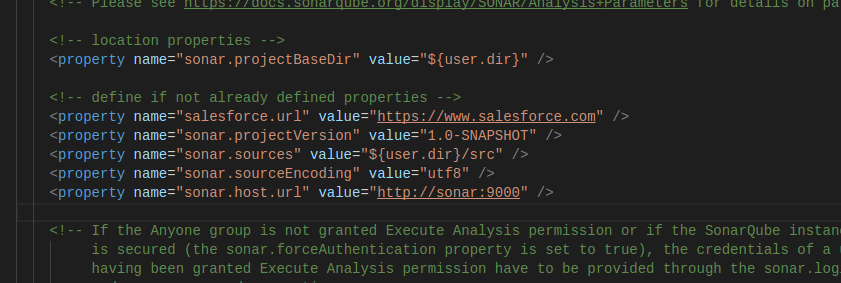 <!-- Please see https://docs.sonarqube.org/display/SONAR/Analysis+Parameters for details on pa
<!-- location properties -->
<property name="sonar.projectBaseDir" value="${user.dir}" />
<!-- define if not already defined properties -->
<property name="salesforce.url" value="https://www.salesforce.com" />
<property name="sonar.projectVersion" value="1.0-SNAPSHOT" />
<property name="sonar.sources" value="${user.dir}/src" />
<property name="sonar.sourceEncoding" value="utf8" />
<property name="sonar.host.url" value="http://sonar:9000" />
<!-- If the Anyone group is not granted Execute Analysis permission or if the SonarQube instan
is secured (the sonar.forceAuthentication property is set to true), the credentials of a
having been granted Execute Analysis permission have to be provided through the sonar.log